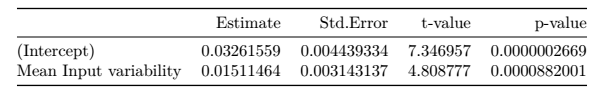 Estimate Std.Error t-value p-value
(Intercept) 0.03261559 0.004439334 7.346957 0.0000002669
Mean Input variability 0.01511464 0.003143137 4.808777 0.0000882001